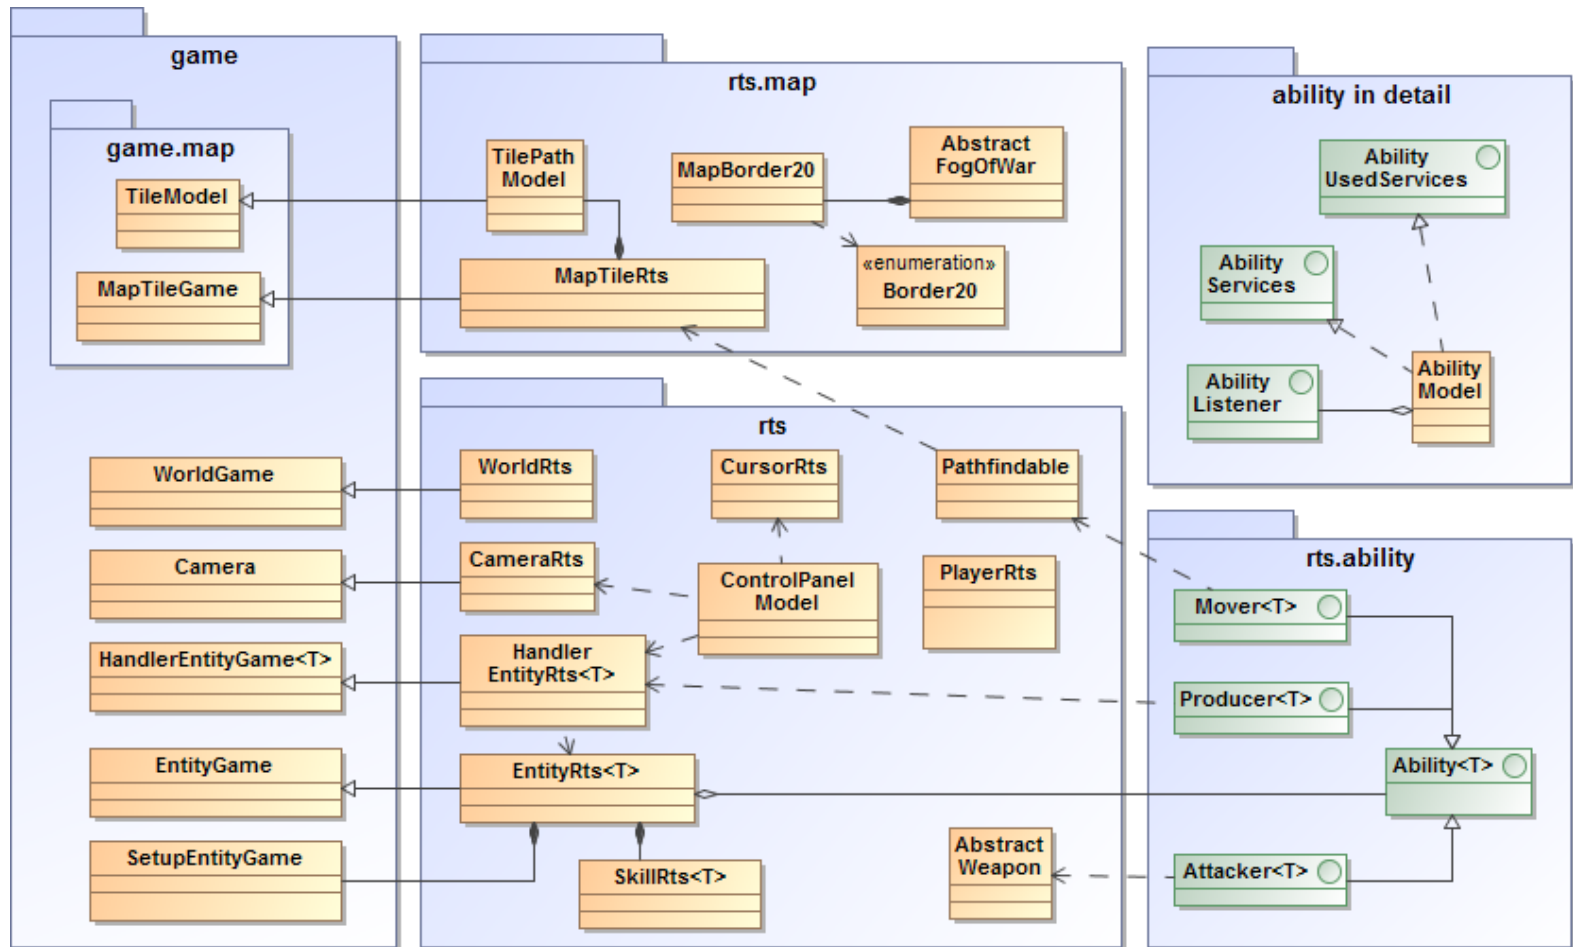 game
game.map
TileModel
MapTileGame
WorldGame
Camera
HandlerEntityGame<T>
EntityGame
SetupEntityGame
rts.map
TilePath
Model
MapBorder20
Abstract
FogOfWar
«enumeration»
Border20
MapTileRts
rts
WorldRts
CursorRts
Pathfindable
CameraRts
ControlPanel
Model
PlayerRts
Handler
EntityRts<T>
EntityRts<T>
SkillRts<T>
Abstract
Weapon
ability in detail
Ability
UsedServices
Ability
Services
Ability
Listener
Ability
Model
rts.ability
Mover<T>
Producer<T>
Ability<T>
Attacker<T>